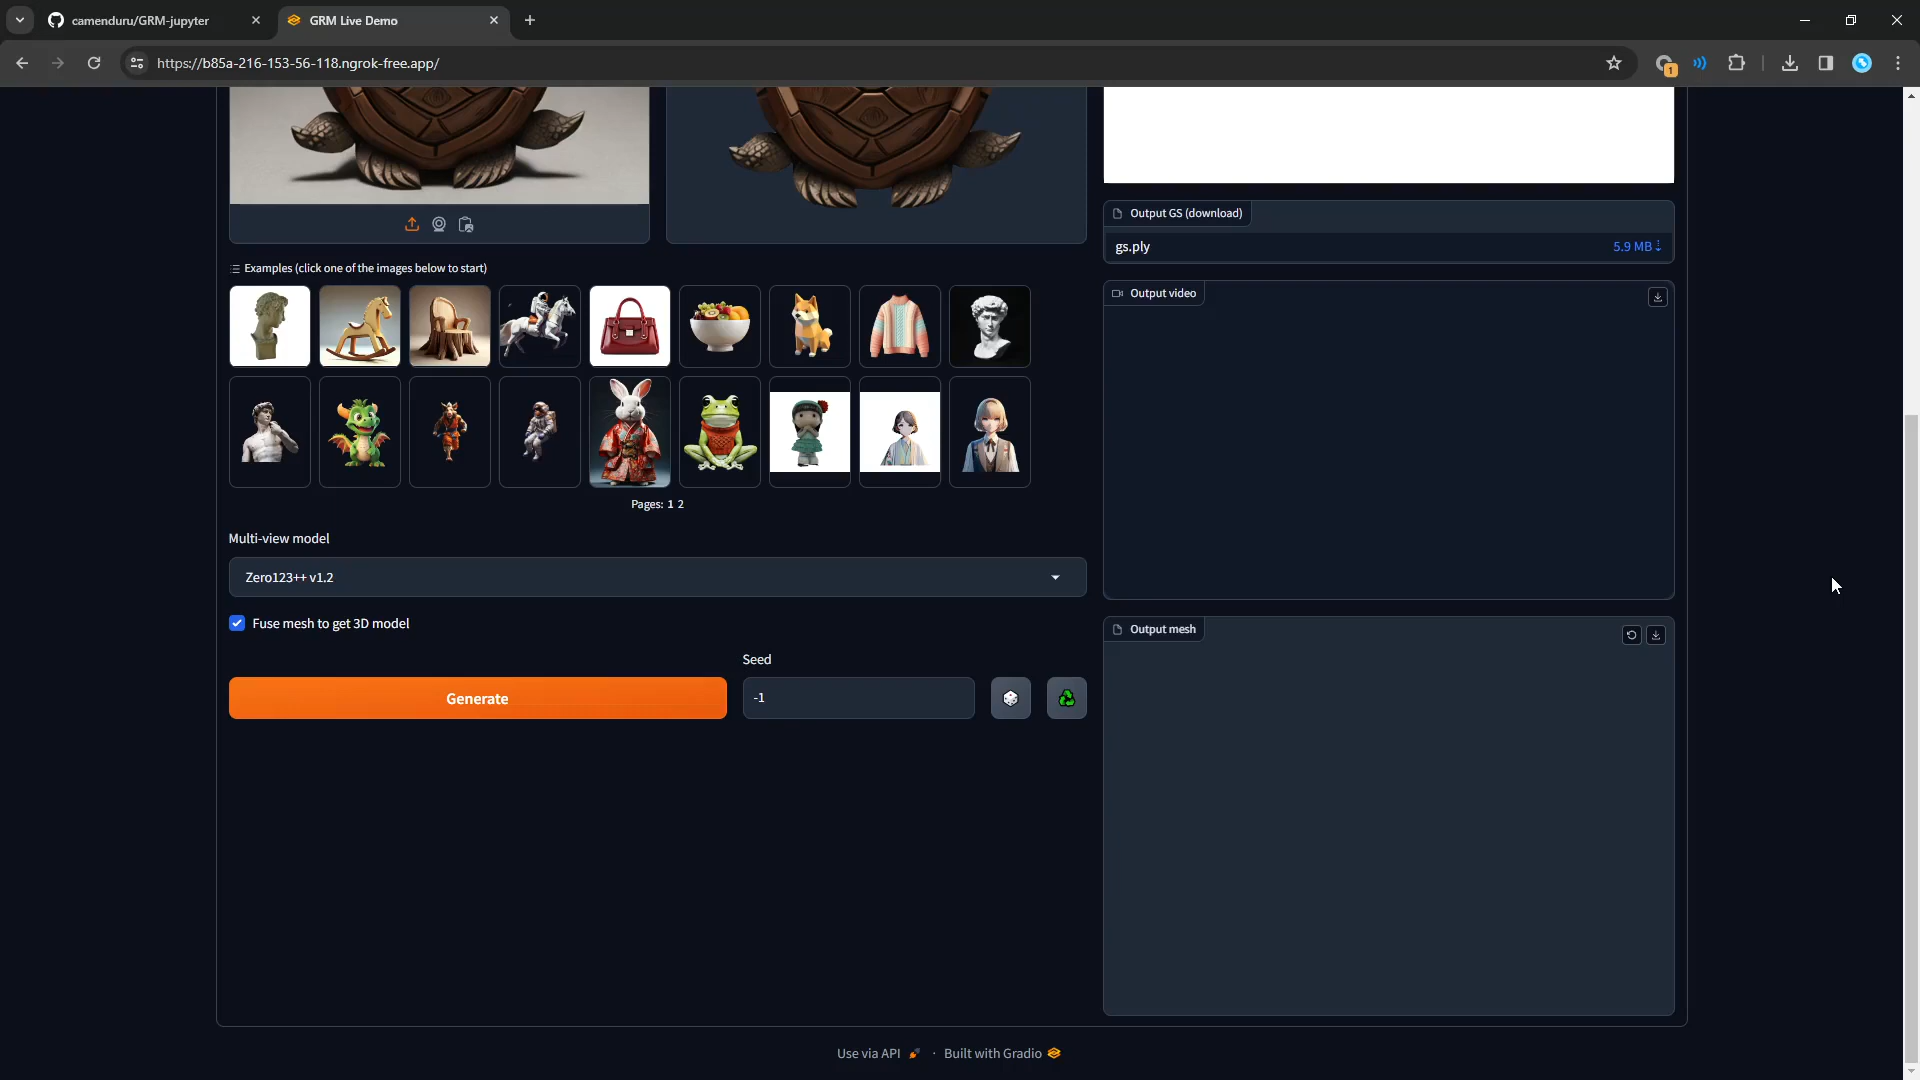 camenduru/GRM-jupyter
GRM Live Demo
https://b85a-216-153-56-118.ngrok-free.app/
1
Output GS (download)
gs.ply
5.9 MB
Examples (click one of the images below to start)
Output video
Pages: 1 2
Multi-view model
Zero123++ v1.2
Fuse mesh to get 3D model
Output mesh
Seed
Generate
-1
Use via API
·
Built with Gradio